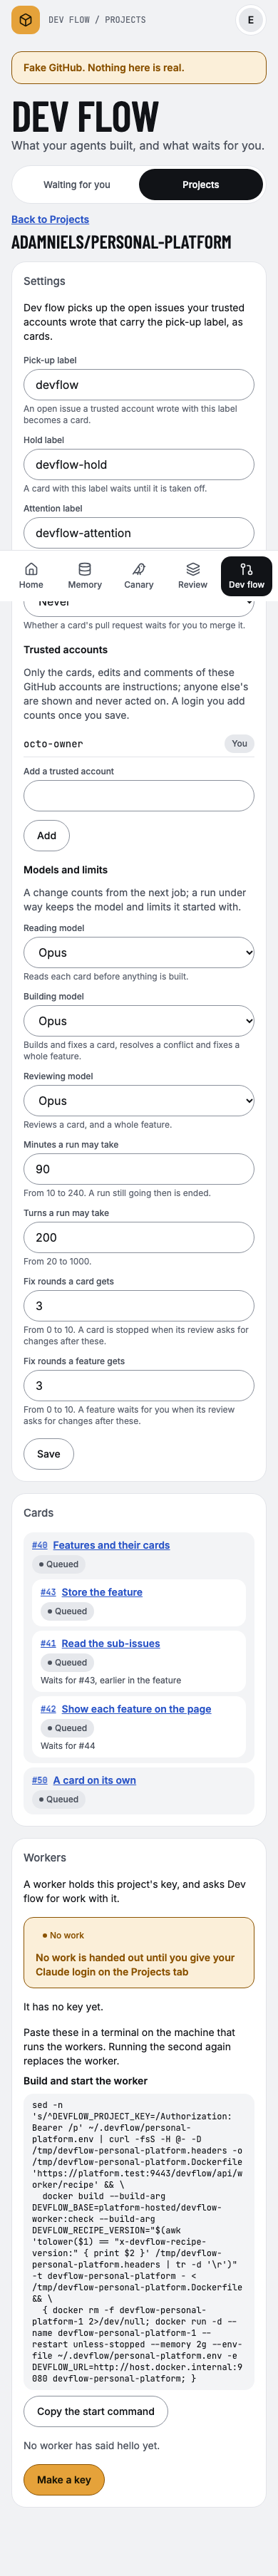 DEV FLOW / PROJECTS
E
Fake GitHub. Nothing here is real.
DEV FLOW
What your agents built, and what waits for you.
Waiting for you
Projects
Back to Projects
ADAMNIELS/PERSONAL-PLATFORM
Settings
Dev flow picks up the open issues your trusted
accounts wrote that carry the pick-up label, as
cards.
Pick-up label
devflow
An open issue a trusted account wrote with this label
becomes a card.
Hold label
devflow-hold
A card with this label waits until it is taken off.
Attention label
devflow-attention
Home
Memory
Canary
Review
Dev flow
Never
Whether a card's pull request waits for you to merge it.
Trusted accounts
Only the cards, edits and comments of these
GitHub accounts are instructions; anyone else's
are shown and never acted on. A login you add
counts once you save.
octo-owner
You
Add a trusted account
Add
Models and limits
A change counts from the next job; a run under
way keeps the model and limits it started with.
Reading model
Opus
Reads each card before anything is built.
Building model
Opus
Builds and fixes a card, resolves a conflict and fixes a
whole feature.
Reviewing model
Opus
Reviews a card, and a whole feature.
Minutes a run may take
90
From 10 to 240. A run still going then is ended.
Turns a run may take
200
From 20 to 1000.
Fix rounds a card gets
3
From 0 to 10. A card is stopped when its review asks for
changes after these.
Fix rounds a feature gets
3
From 0 to 10. A feature waits for you when its review
asks for changes after these.
Save
Cards
#40 Features and their cards
Queued
#43 Store the feature
Queued
#41 Read the sub-issues
Queued
Waits for #43, earlier in the feature
#42 Show each feature on the page
Queued
Waits for #44
#50 A card on its own
Queued
Workers
A worker holds this project's key, and asks Dev
flow for work with it.
No work
No work is handed out until you give your
Claude login on the Projects tab
It has no key yet.
Paste these in a terminal on the machine that
runs the workers. Running the second again
replaces the worker.
Build and start the worker
sed -n
's/^DEVFLOW_PROJECT_KEY=/Authorization:
Bearer /p' ~/.devflow/personal-
platform.env | curl -fsS -H @- -D
/tmp/devflow-personal-platform.headers -o
/tmp/devflow-personal-platform.Dockerfile
'https://platform.test:9443/devflow/api/w
orker/recipe' && \
docker build --build-arg
DEVFLOW_BASE=platform-hosted/devflow-
worker:check --build-arg
DEVFLOW_RECIPE_VERSION="$(awk
'tolower($1) == "x-devflow-recipe-
version:" { print $2 }' /tmp/devflow-
personal-platform.headers | tr -d '\r')"
-t devflow-personal-platform - <
/tmp/devflow-personal-platform.Dockerfile
&& \
{ docker rm -f devflow-personal-
platform-1 2>/dev/null; docker run -d --
name devflow-personal-platform-1 --
restart unless-stopped --memory 2g --env-
file ~/.devflow/personal-platform.env -e
DEVFLOW_URL=http://host.docker.internal:9
080 devflow-personal-platform; }
Copy the start command
No worker has said hello yet.
Make a key